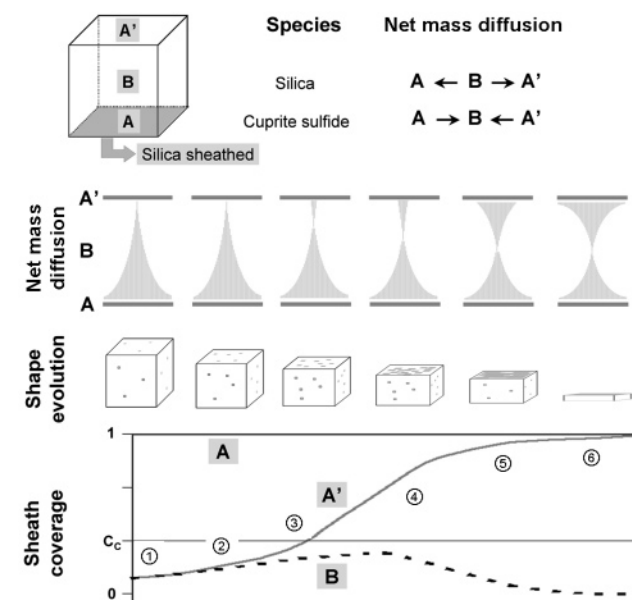 Species Net mass diffusion
A'
B
A
Silica A ← B → A'
Cuprite sulfide A → B ← A'
Silica sheathed
Net mass
diffusion
A'
B
A
Shape
evolution
Sheath
coverage
1
Cc
0
A
A'
B
① ② ③ ④ ⑤ ⑥